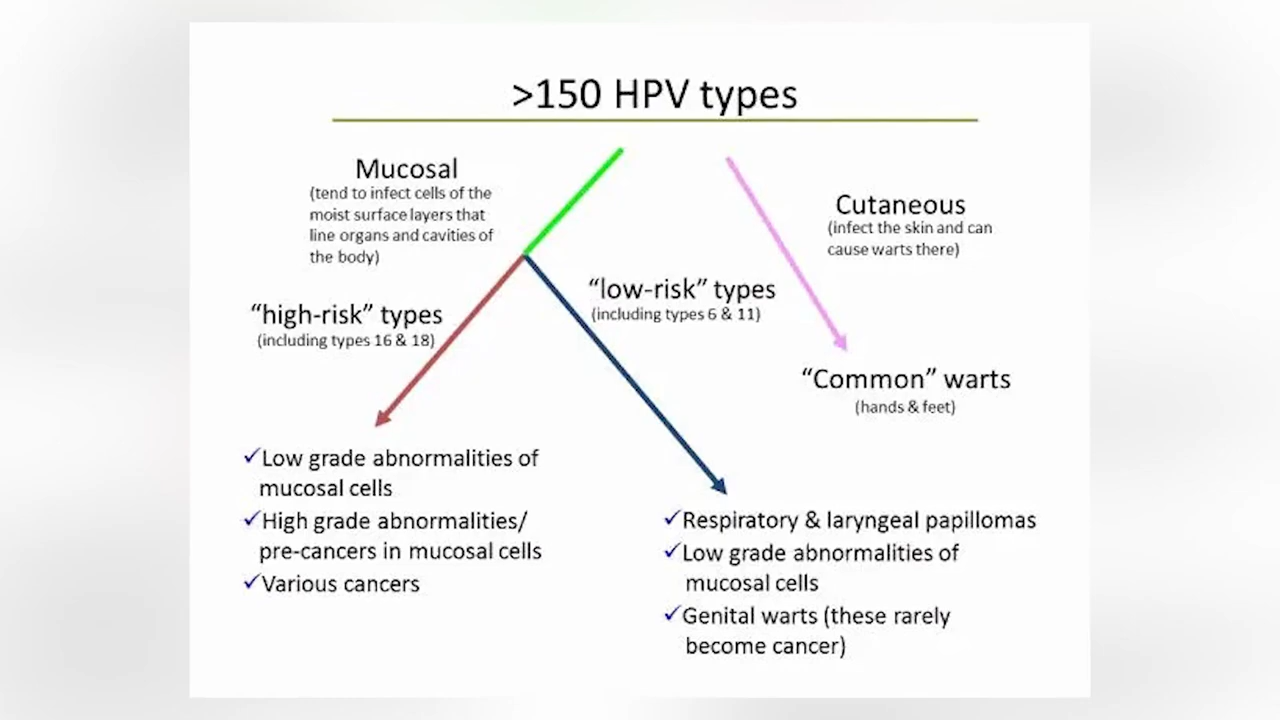 >150 HPV types
Mucosal
(tend to infect cells of the
moist surface layers that
line organs and cavities of
the body)
Cutaneous
(infect the skin and can
cause warts there)
“high-risk” types
(including types 16 & 18)
“low-risk” types
(including types 6 & 11)
“Common” warts
(hands & feet)
✓Low grade abnormalities of
mucosal cells
✓High grade abnormalities/
pre-cancers in mucosal cells
✓Various cancers
✓Respiratory & laryngeal papillomas
✓Low grade abnormalities of
mucosal cells
✓Genital warts (these rarely
become cancer)